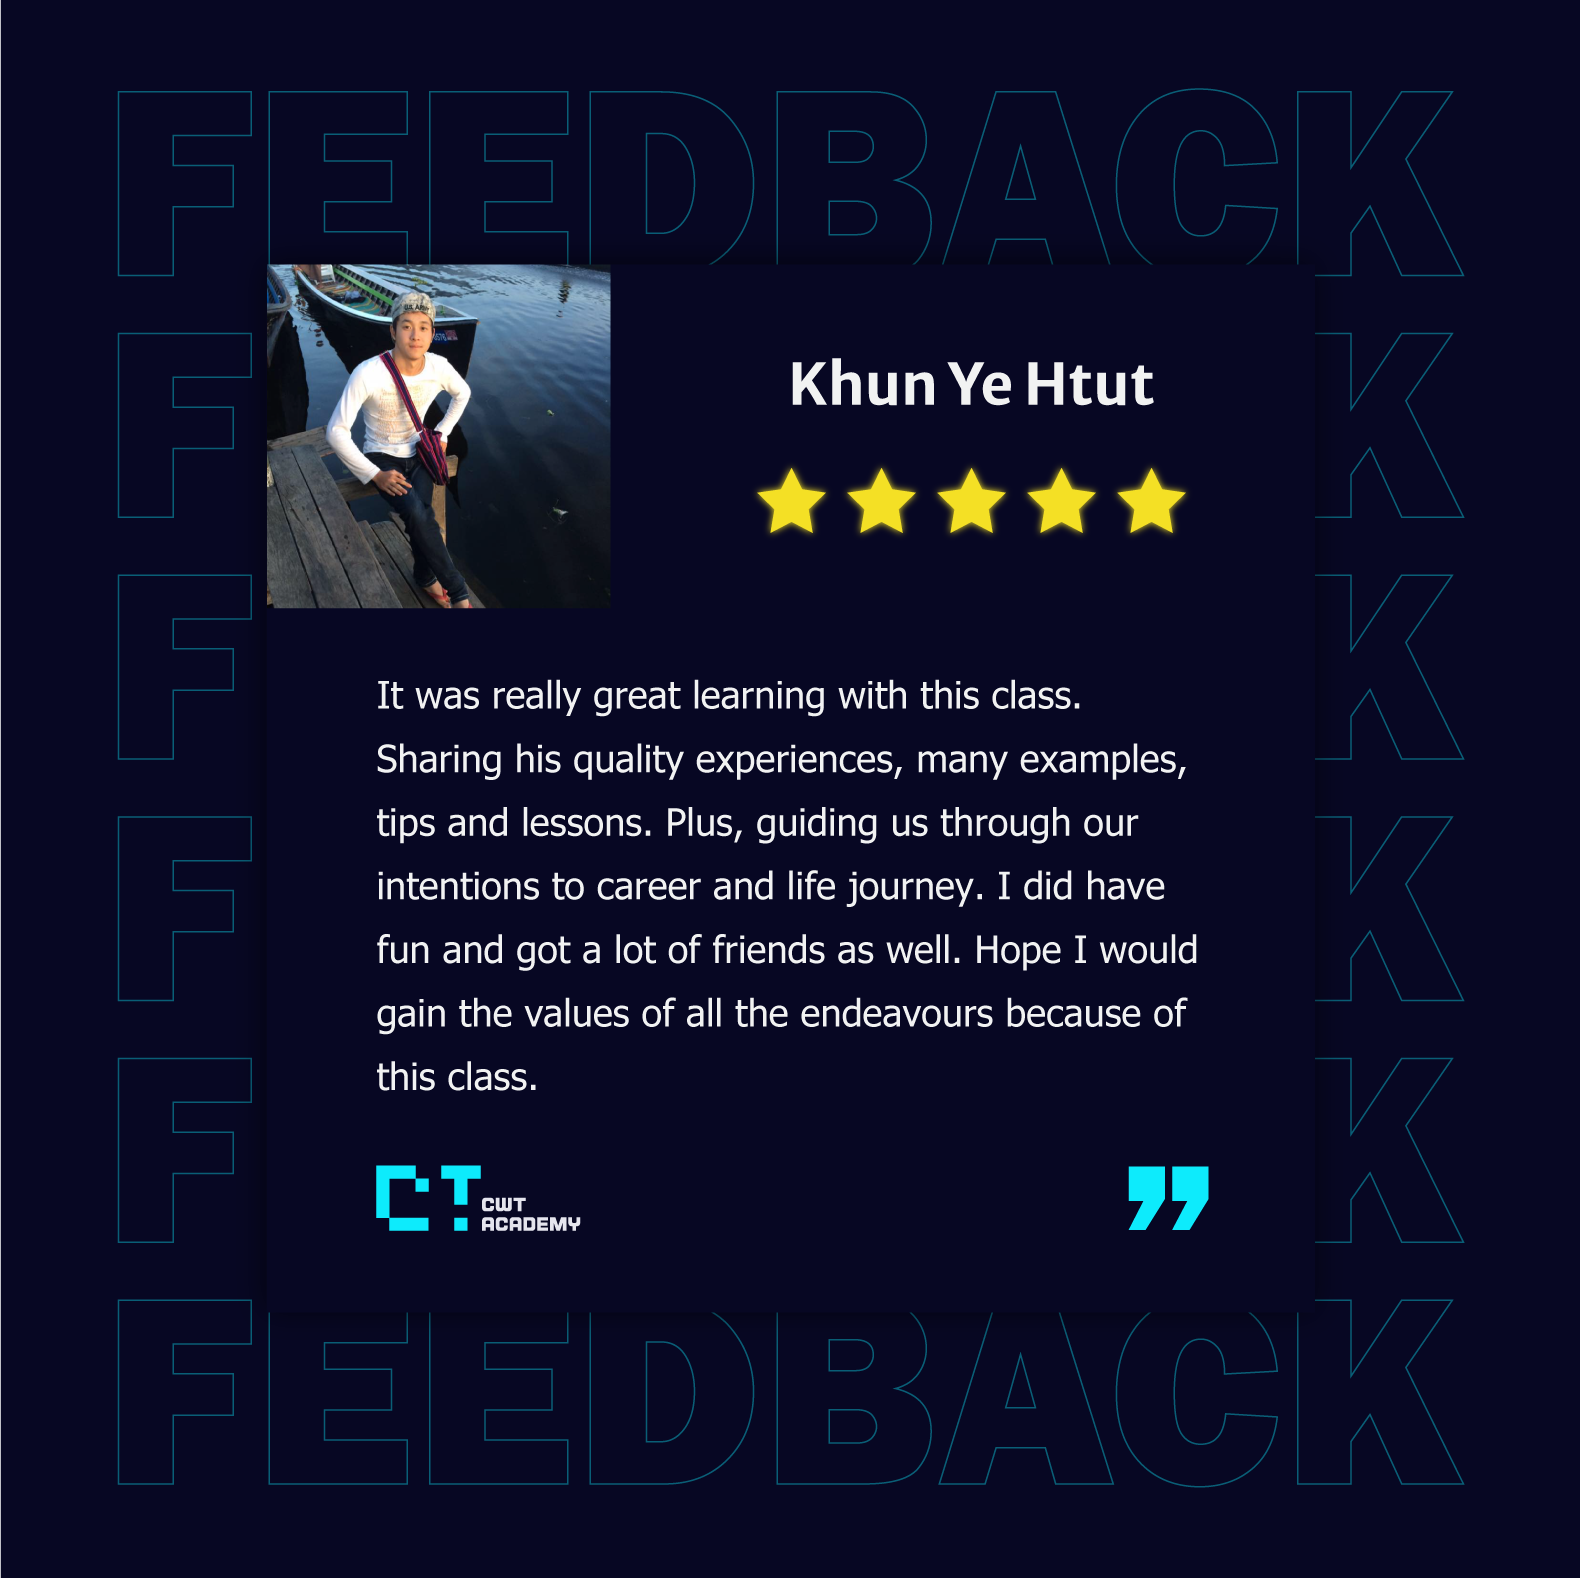 FEEDBACK
Khun Ye Htut
It was really great learning with this class.
Sharing his quality experiences, many examples,
tips and lessons. Plus, guiding us through our
intentions to career and life journey. I did have
fun and got a lot of friends as well. Hope I would
gain the values of all the endeavours because of
this class.
CT CWT
ACADEMY
”
FEEDBACK